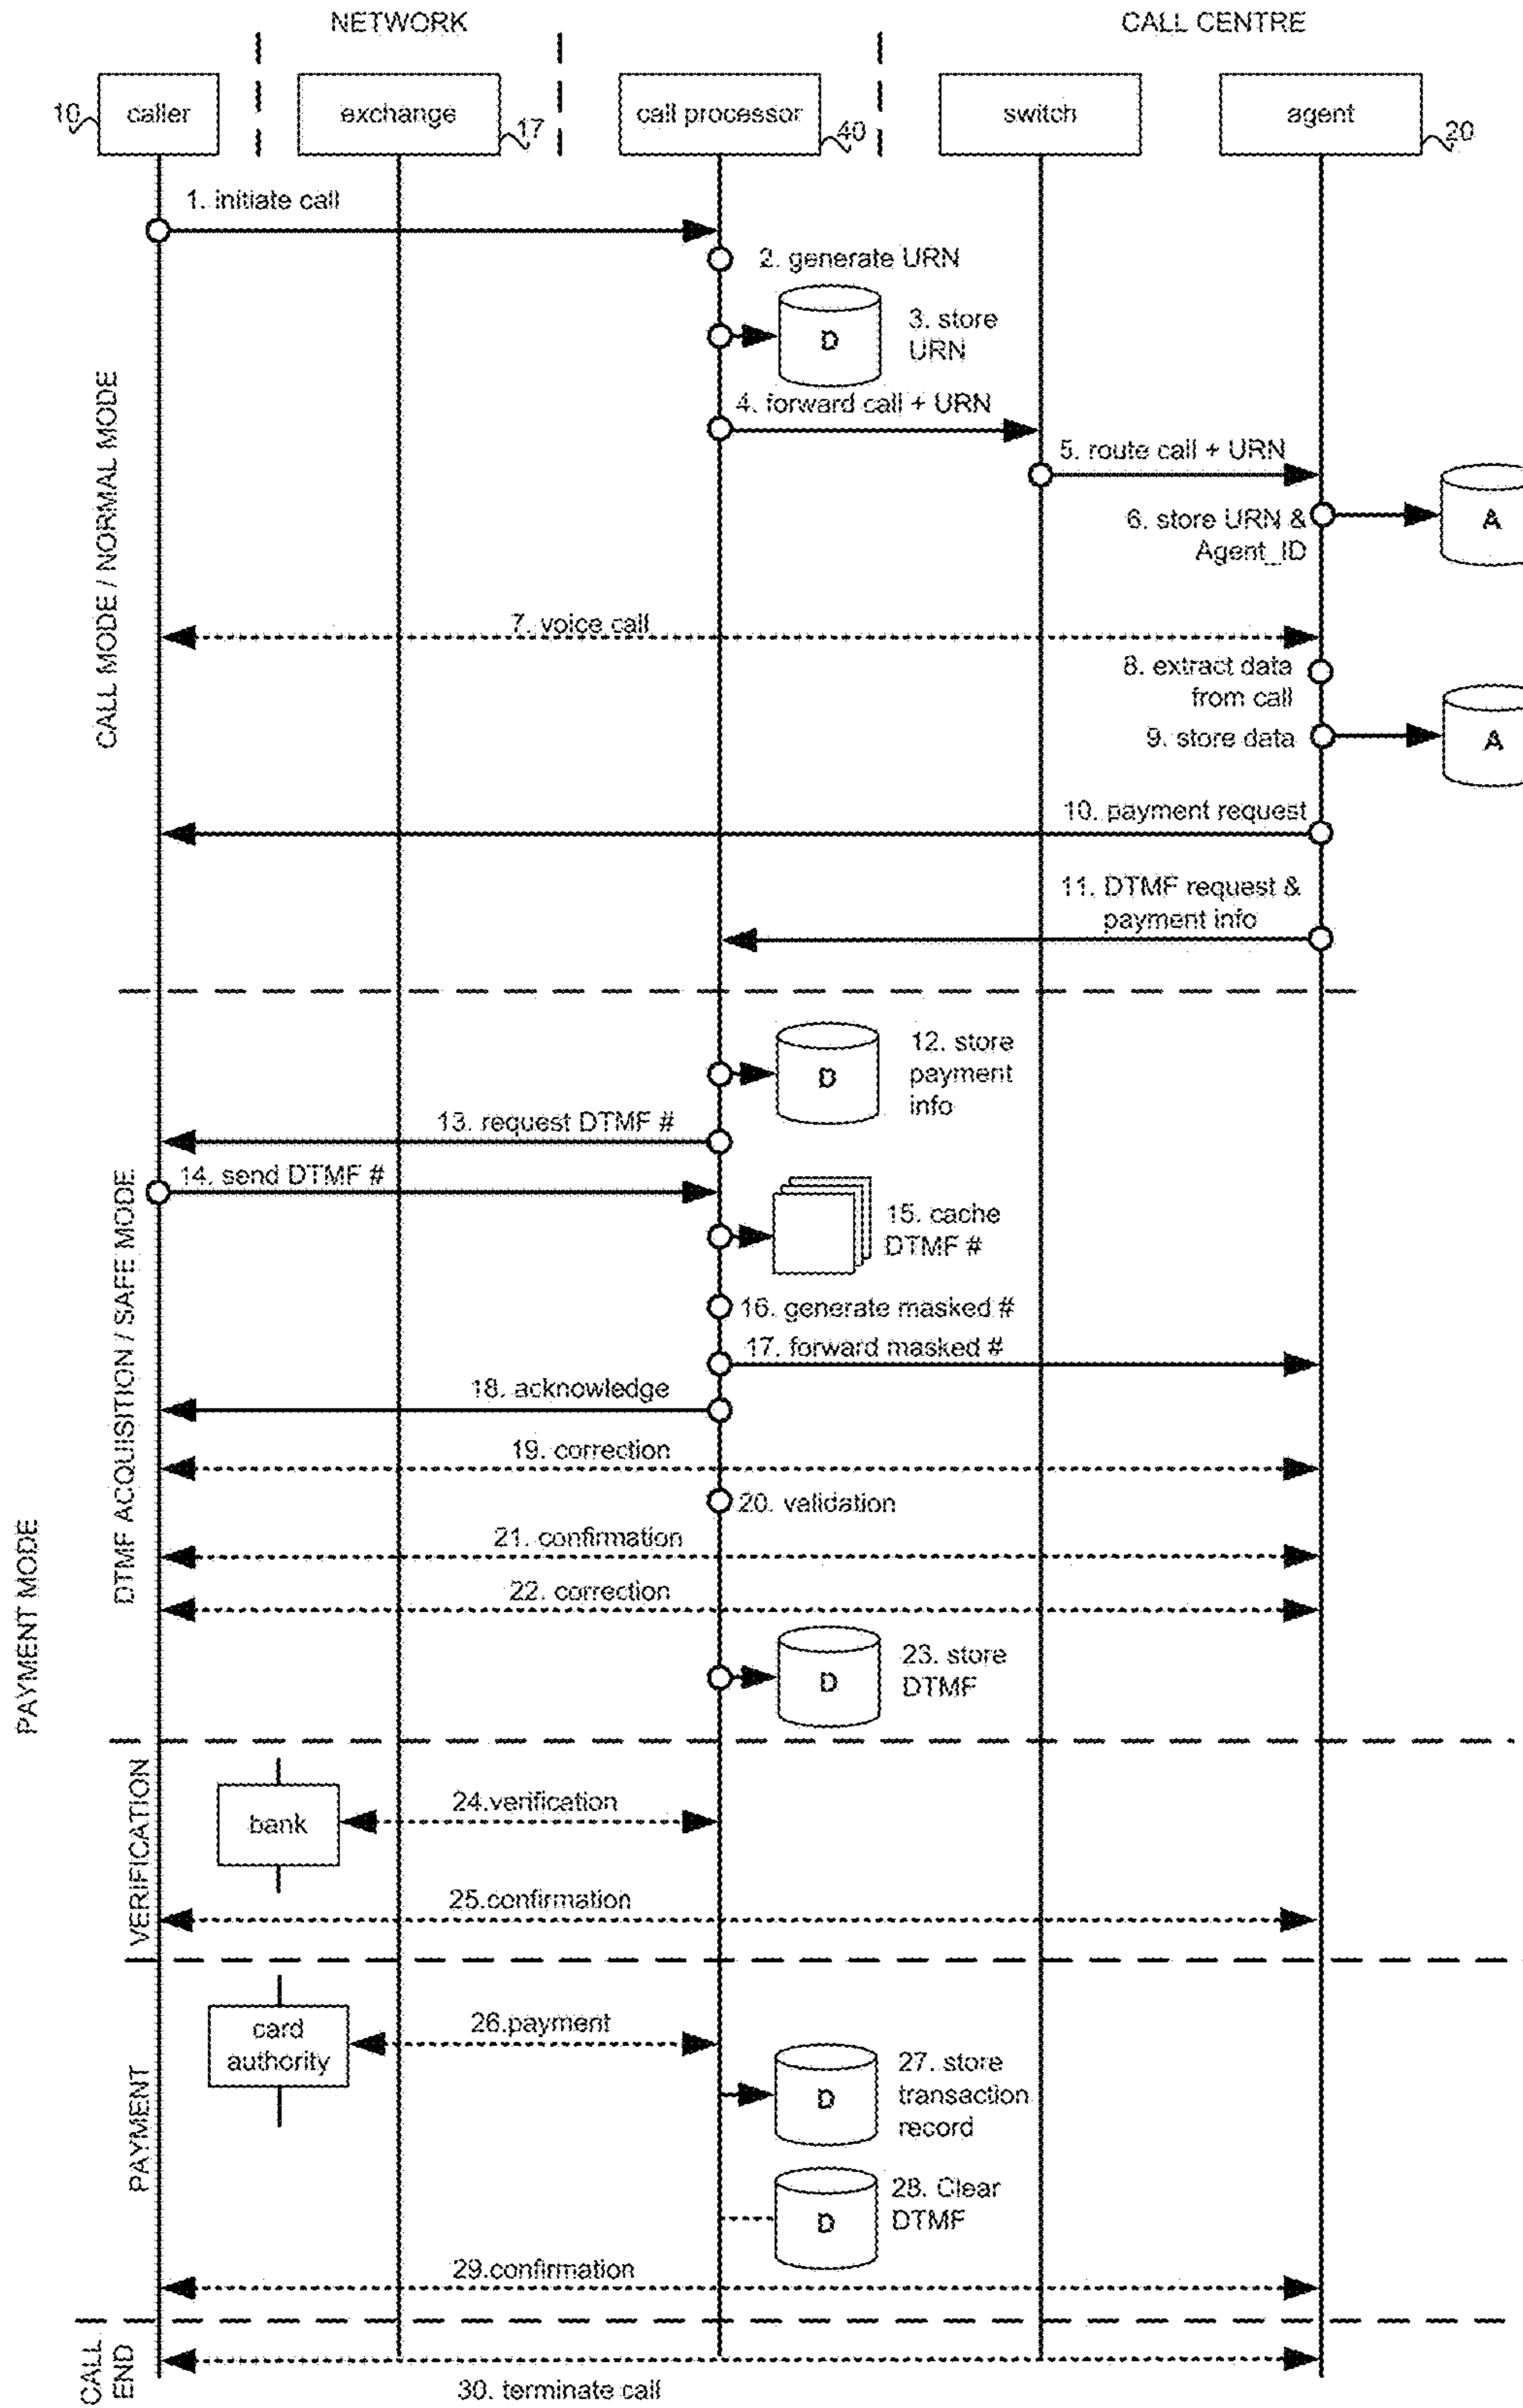 NETWORK
CALL CENTRE
10
caller
exchange
17
call processor
40
switch
agent
20
CALL MODE / NORMAL MODE
1. initiate call
2. generate URN
D
3. store
URN
4. forward call + URN
5. route call + URN
6. store URN &
Agent_ID
A
7. voice call
8. extract data
from call
9. store data
A
10. payment request
11. DTMF request &
payment info
PAYMENT MODE
DTMF ACQUISITION / SAFE MODE
D
12. store
payment
info
13. request DTMF #
14. send DTMF #
15. cache
DTMF #
16. generate masked #
17. forward masked #
18. acknowledge
19. correction
20. validation
21. confirmation
22. correction
D
23. store
DTMF
VERIFICATION
bank
24.verification
25.confirmation
PAYMENT
card
authority
26.payment
D
27. store
transaction
record
D
28. Clear
DTMF
29.confirmation
CALL
END
30. terminate call